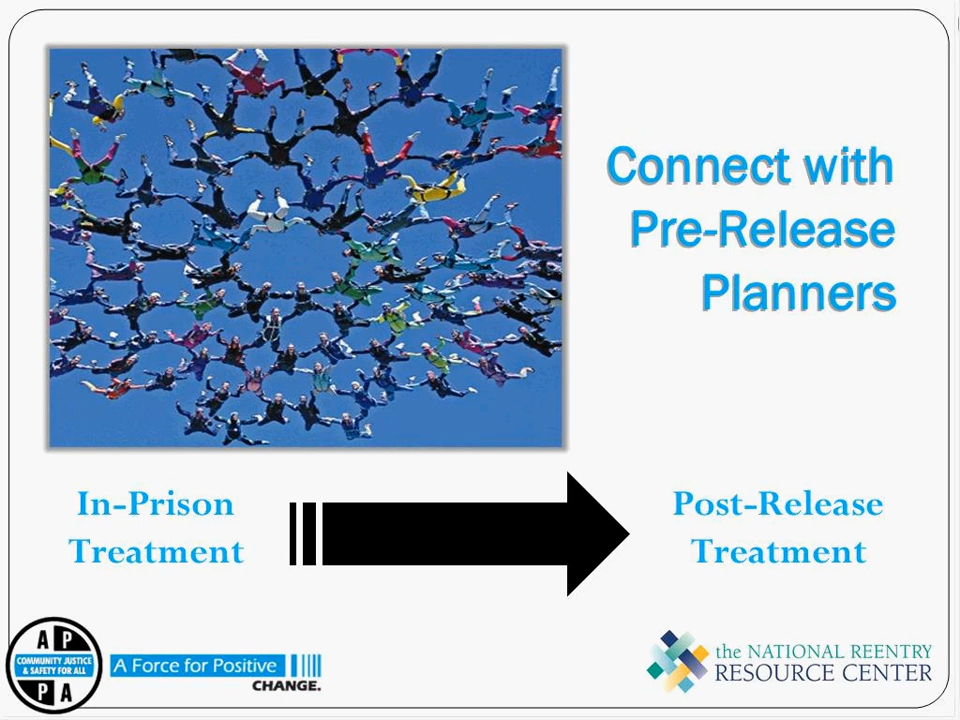 Connect with
Pre-Release
Planners
In-Prison
Treatment
Post-Release
Treatment
A P
COMMUNITY JUSTICE
& SAFETY FOR ALL
P A
A Force for Positive
CHANGE.
the NATIONAL REENTRY
RESOURCE CENTER